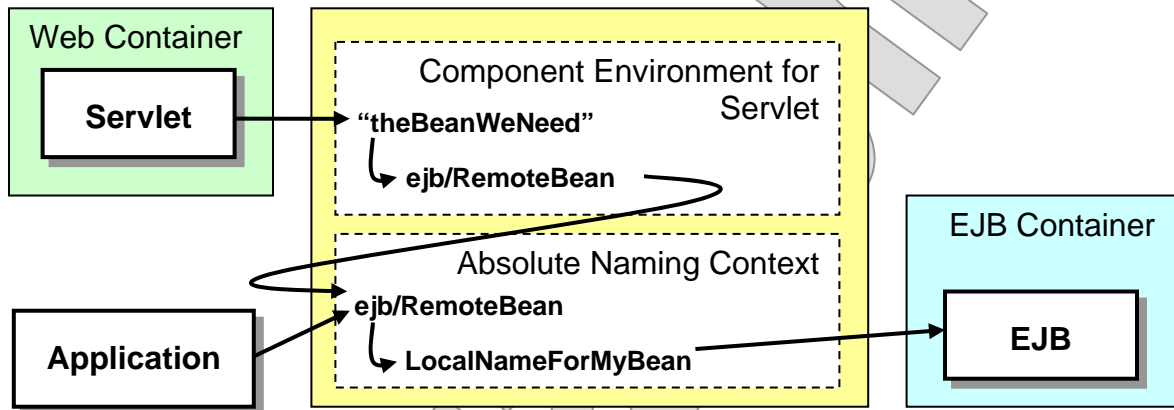 Web Container
Servlet
Component Environment for
Servlet
“theBeanWeNeed”
ejb/RemoteBean
Absolute Naming Context
ejb/RemoteBean
LocalNameForMyBean
Application
EJB Container
EJB